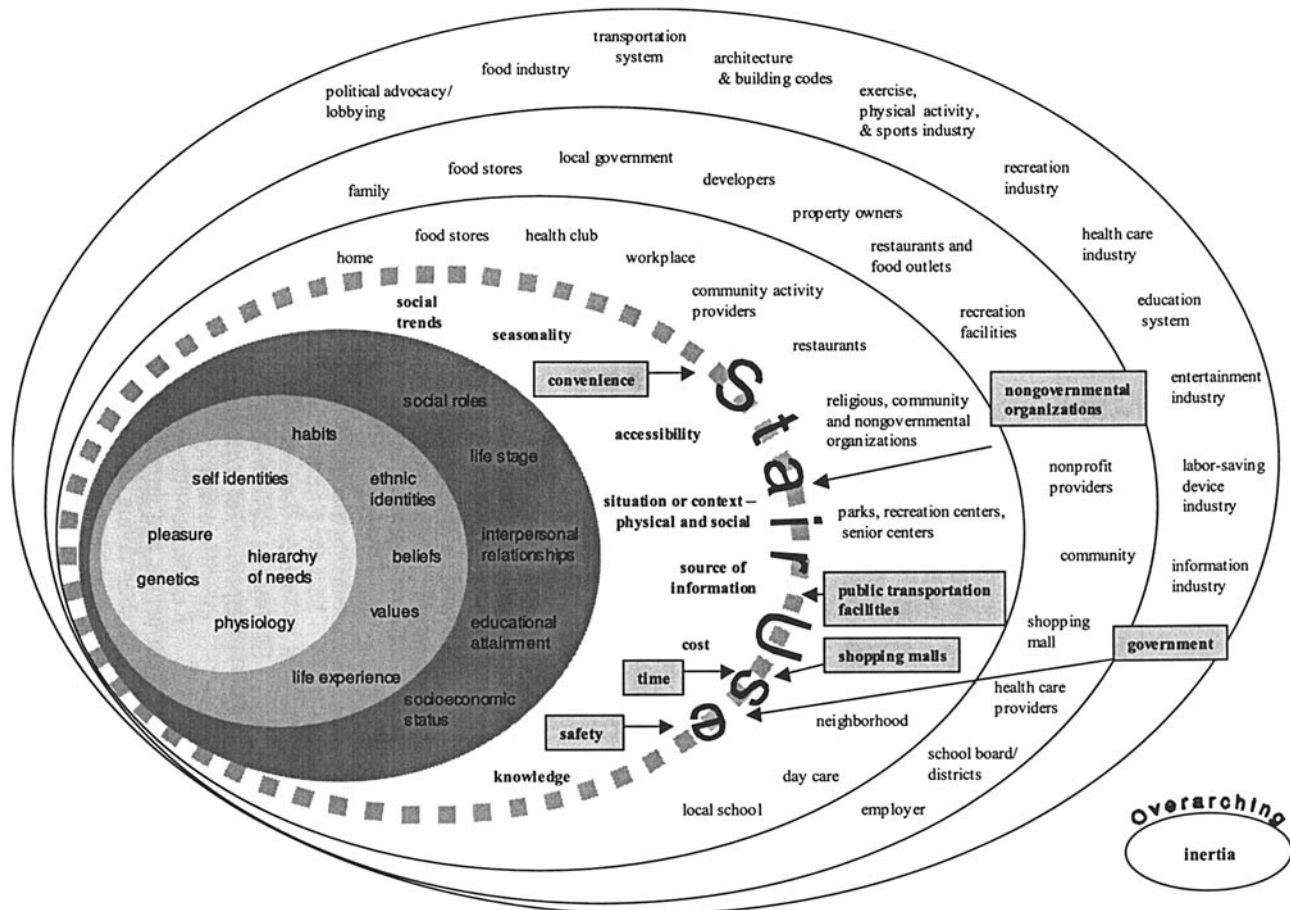 transportation
system
architecture
& building codes
food industry
political advocacy/
lobbying
exercise,
physical activity,
& sports industry
recreation
industry
health care
industry
education
system
entertainment
industry
labor-saving
device
industry
information
industry
government
family
food stores
local government
developers
property owners
restaurants and
food outlets
recreation
facilities
nongovernmental
organizations
nonprofit
providers
community
shopping
mall
health care
providers
school board/
districts
employer
home
food stores
health club
workplace
community activity
providers
restaurants
religious, community
and nongovernmental
organizations
parks, recreation centers,
senior centers
public transportation
facilities
shopping malls
neighborhood
day care
local school
Stair Use
social
trends
seasonality
convenience
accessibility
situation or context –
physical and social
source of
information
cost
time
safety
knowledge
social roles
life stage
interpersonal
relationships
educational
attainment
socioeconomic
status
habits
ethnic
identities
beliefs
values
life experience
self identities
pleasure
hierarchy
of needs
genetics
physiology
Overarching
inertia